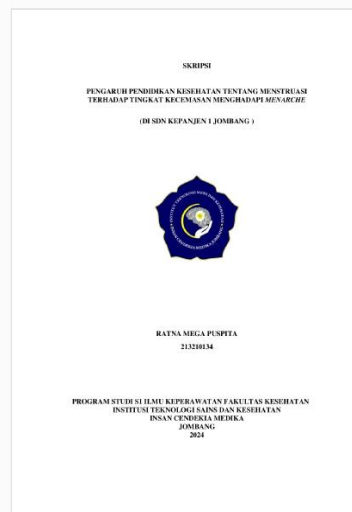 SKRIPSI
PENGARUH PENDIDIKAN KESEHATAN TENTANG MENSTRUASI
TERHADAP TINGKAT KECEMASAN MENGHADAPI MENARCHE
(DI SDN KEPANJEN 1 JOMBANG )
RATNA MEGA PUSPITA
213210134
PROGRAM STUDI S1 ILMU KEPERAWATAN FAKULTAS KESEHATAN
INSTITUSI TEKNOLOGI SAINS DAN KESEHATAN
INSAN CENDEKIA MEDIKA
JOMBANG
2024